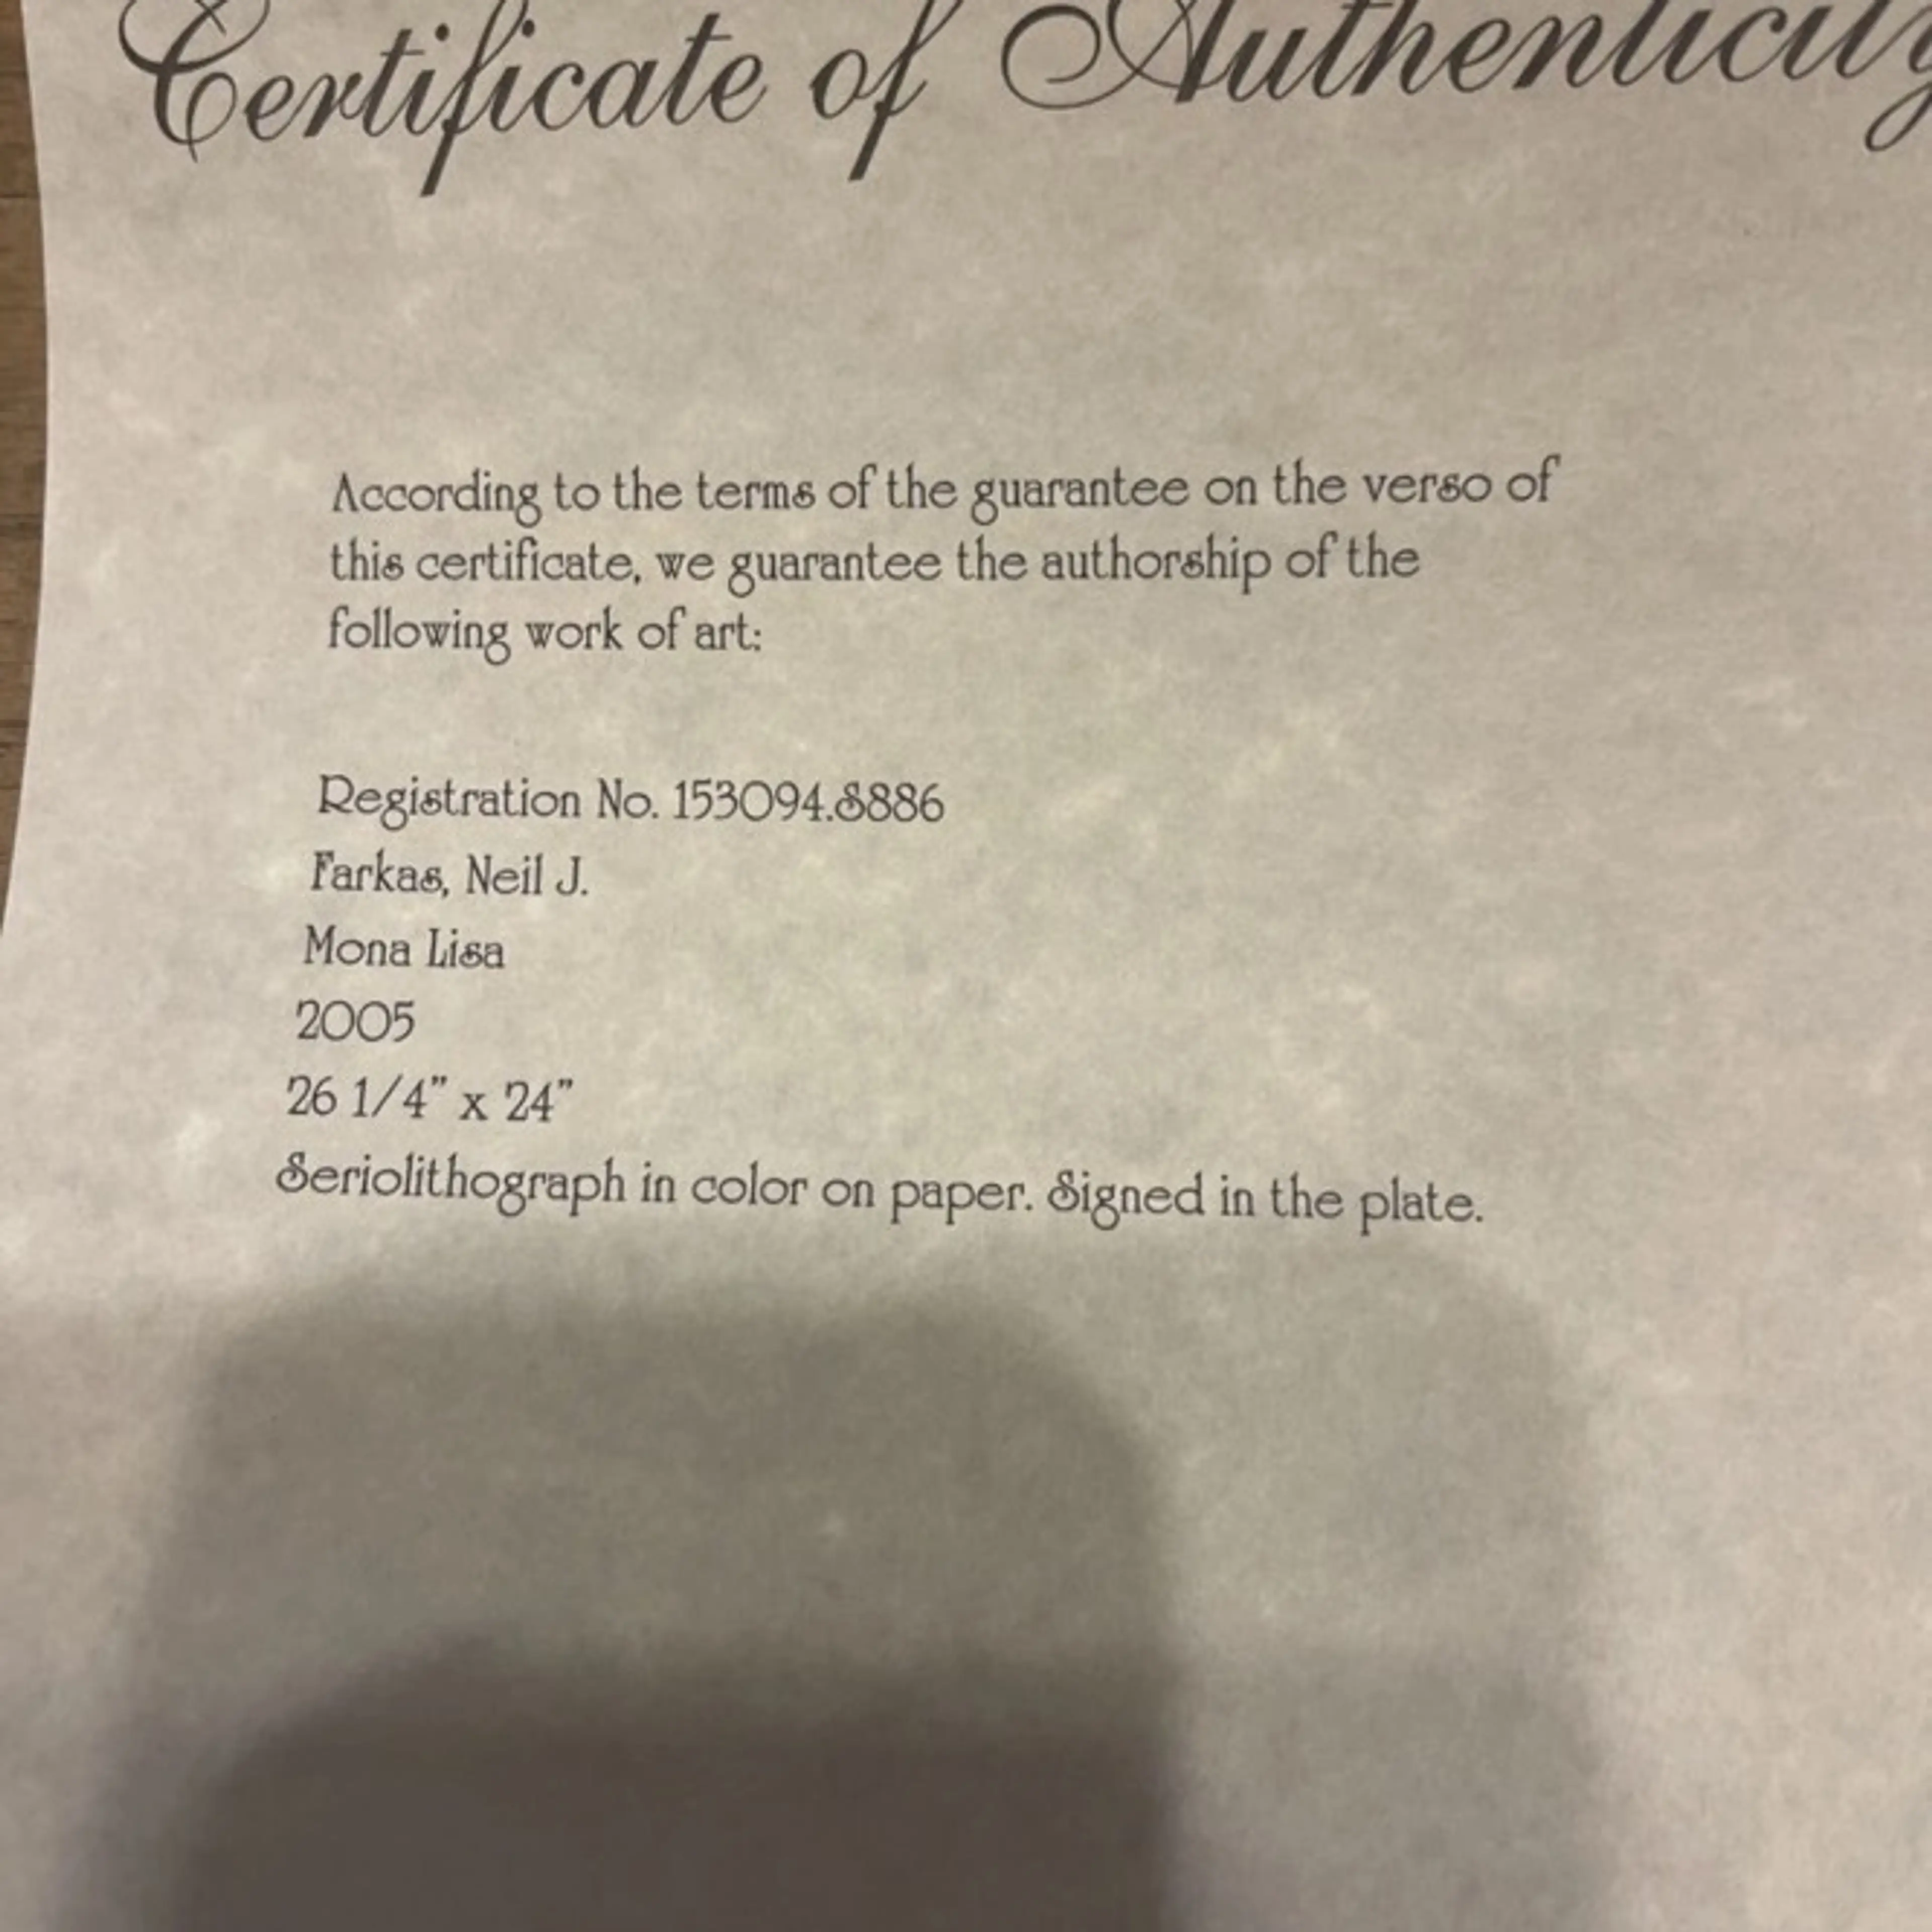 Certificate of Authenticity
According to the terms of the guarantee on the verso of
this certificate, we guarantee the authorship of the
following work of art:
Registration No. 153094.8886
Farkas, Neil J.
Mona Lisa
2005
26 1/4" x 24"
Seriolithograph in color on paper. Signed in the plate.